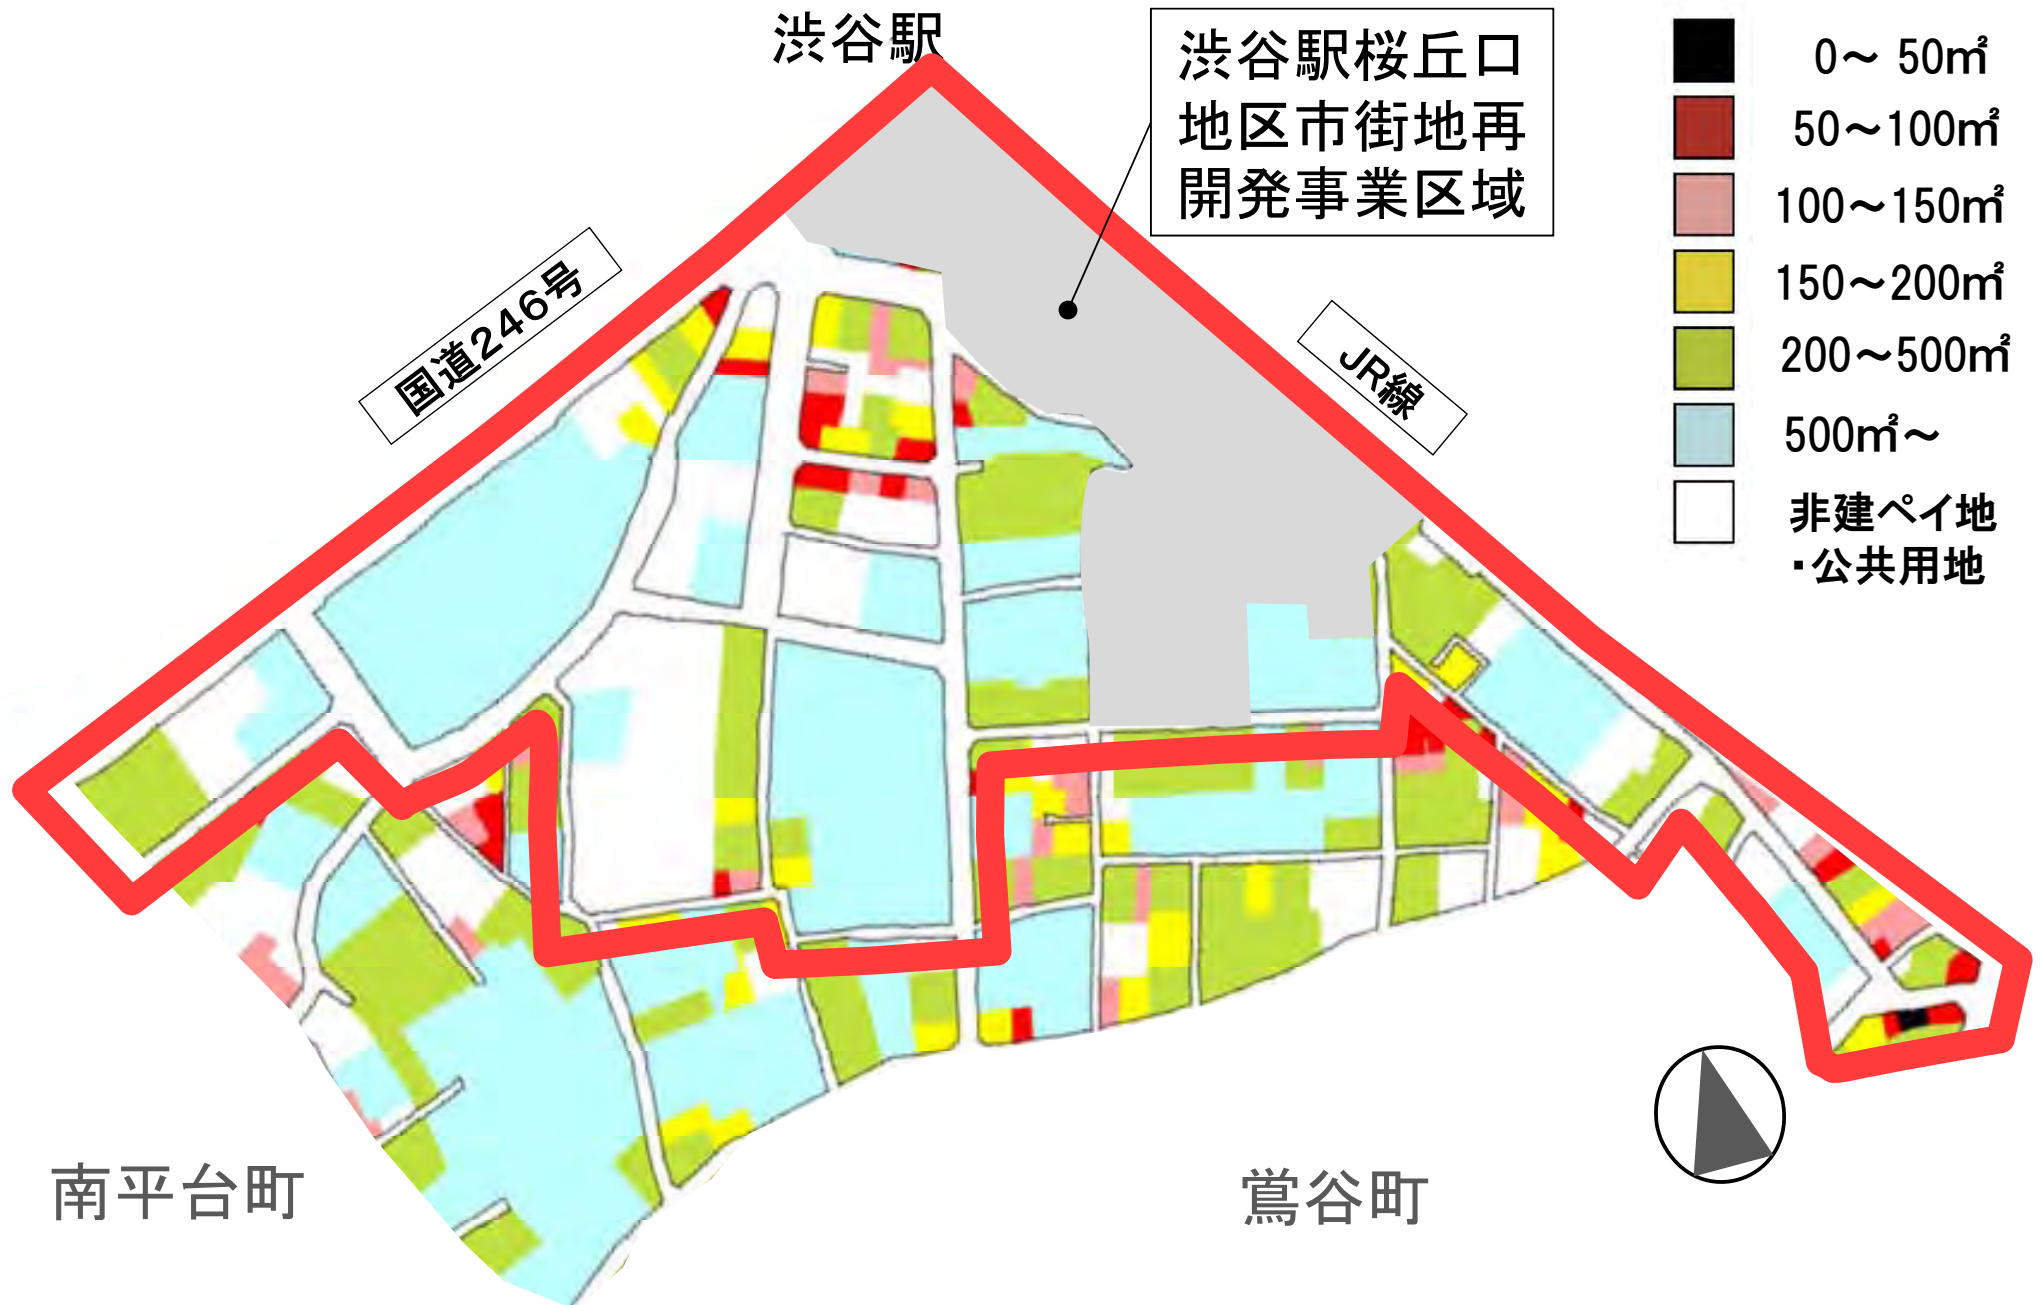 渋谷駅
渋谷駅桜丘口
地区市街地再
開発事業区域
0～ 50㎡
50～100㎡
100～150㎡
150～200㎡
200～500㎡
500㎡～
非建ペイ地
・公共用地
国道246号
JR線
南平台町
鶯谷町